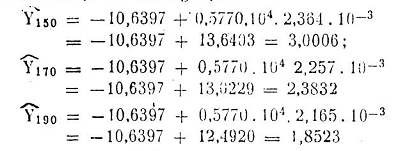 Ŷ₁₅₀ = −10,6397 + 0,5770.10⁴. 2,364 . 10⁻³
= −10,6397 + 13,6403 = 3,0006;
Ŷ₁₇₀ = −10,6397 + 0,5770 . 10⁴ 2,257 . 10⁻³
= −10,6397 + 13,0229 = 2,3832
Ŷ₁₉₀ = −10,6397 + 0,5770 . 10⁴. 2,165 . 10⁻³
= −10,6397 + 12,4920 = 1,8523